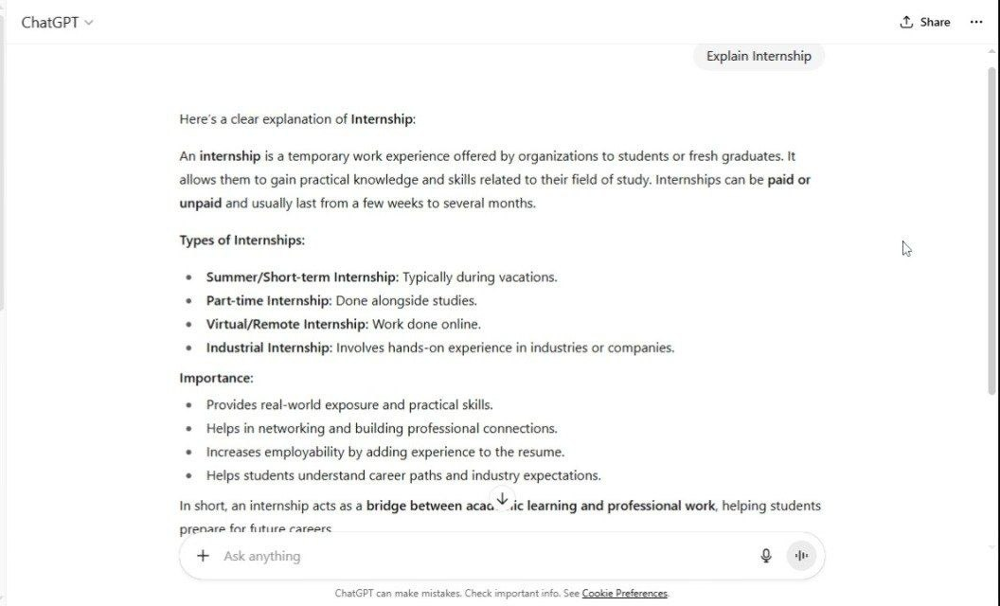 ChatGPT
Share
Explain Internship
Here's a clear explanation of Internship:
An internship is a temporary work experience offered by organizations to students or fresh graduates. It
allows them to gain practical knowledge and skills related to their field of study. Internships can be paid or
unpaid and usually last from a few weeks to several months.
Types of Internships:
Summer/Short-term Internship: Typically during vacations.
Part-time Internship: Done alongside studies.
Virtual/Remote Internship: Work done online.
Industrial Internship: Involves hands-on experience in industries or companies.
Importance:
Provides real-world exposure and practical skills.
Helps in networking and building professional connections.
Increases employability by adding experience to the resume.
Helps students understand career paths and industry expectations.
In short, an internship acts as a bridge between academic learning and professional work, helping students
prepare for future careers.
Ask anything
ChatGPT can make mistakes. Check important info. See Cookie Preferences.